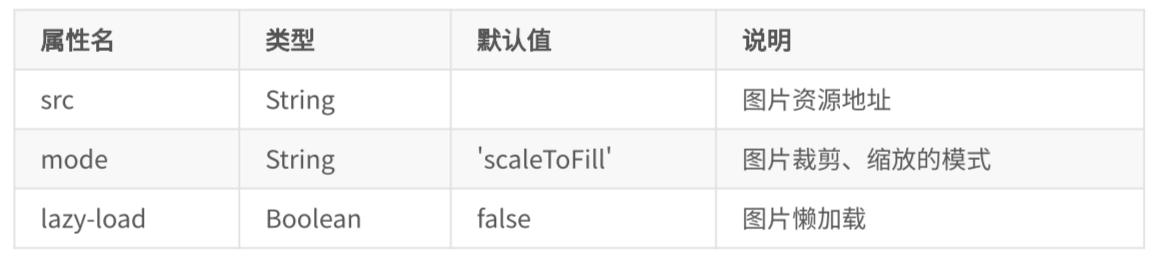 属性名 类型 默认值 说明
src String 图片资源地址
mode String 'scaleToFill' 图片裁剪、缩放的模式
lazy-load Boolean false 图片懒加载